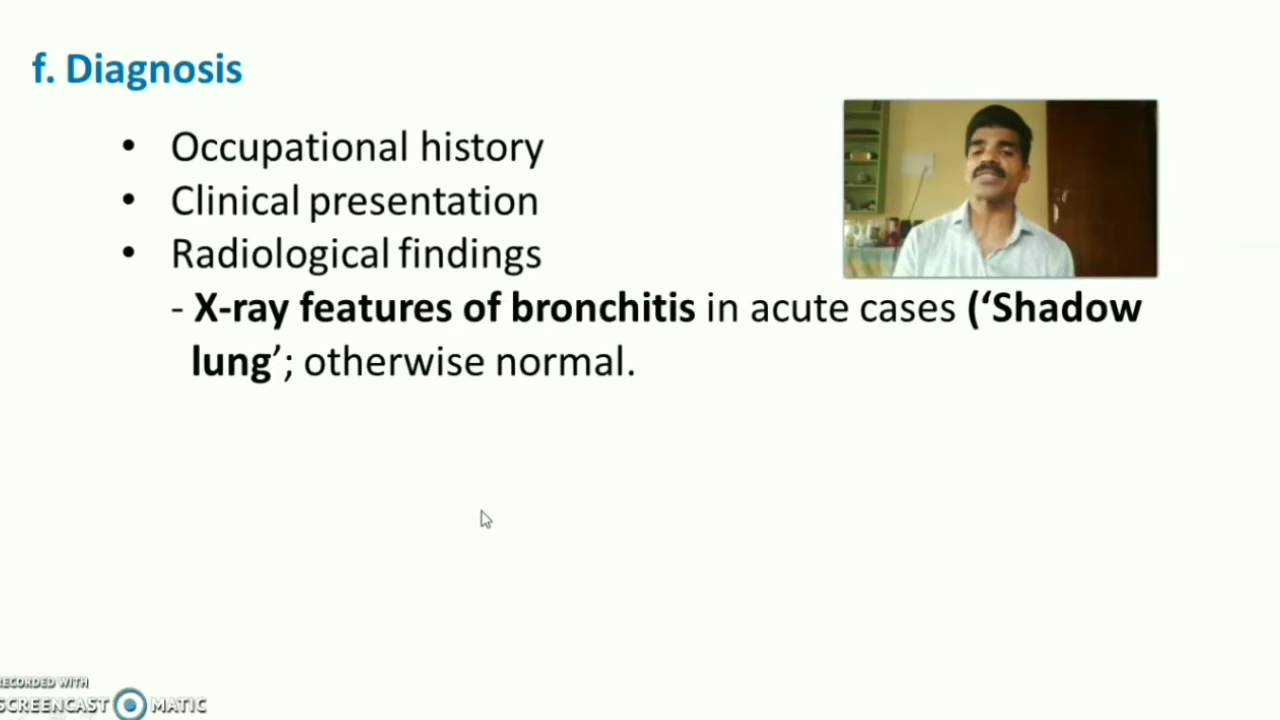 f. Diagnosis
• Occupational history
• Clinical presentation
• Radiological findings
- X-ray features of bronchitis in acute cases (‘Shadow
lung’; otherwise normal.
RECORDED WITH
SCREENCAST MATIC